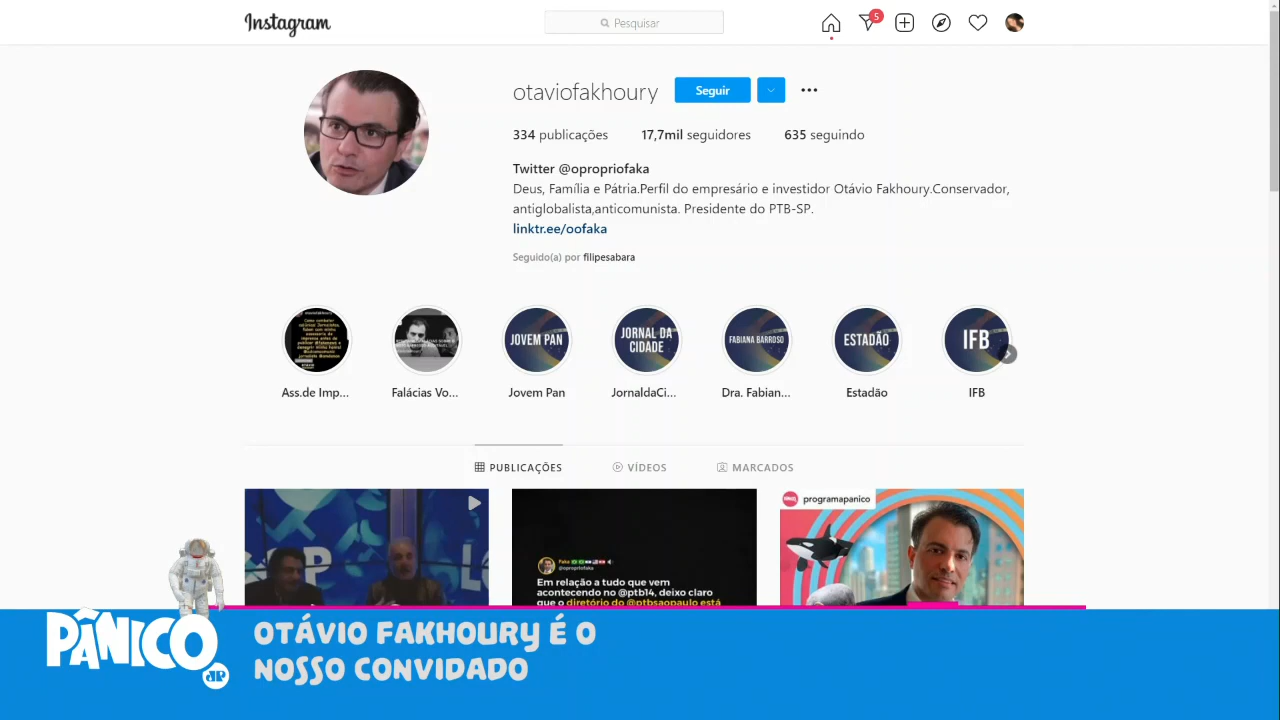 Instagram
Pesquisar
5
otaviofakhoury
Seguir
334 publicações 17,7mil seguidores 635 seguindo
Twitter @opropriofaka
Deus, Família e Pátria.Perfil do empresário e investidor Otávio Fakhoury.Conservador,
antiglobalista,anticomunista. Presidente do PTB-SP.
linktr.ee/oofaka
Seguido(a) por filipesabara
JOVEM PAN
JORNAL DA
CIDADE
FABIANA BARROSO
ESTADÃO
IFB
Ass.de Imp... Falácias Vo... Jovem Pan JornaldaCi... Dra. Fabian... Estadão IFB
PUBLICAÇÕES VÍDEOS MARCADOS
programapanico
Faka
@opropriofaka
Em relação a tudo que vem
acontecendo no @ptb14, deixo claro
que o diretório do @ptbsaopaulo está
PÂNICO
JP
OTÁVIO FAKHOURY É O
NOSSO CONVIDADO